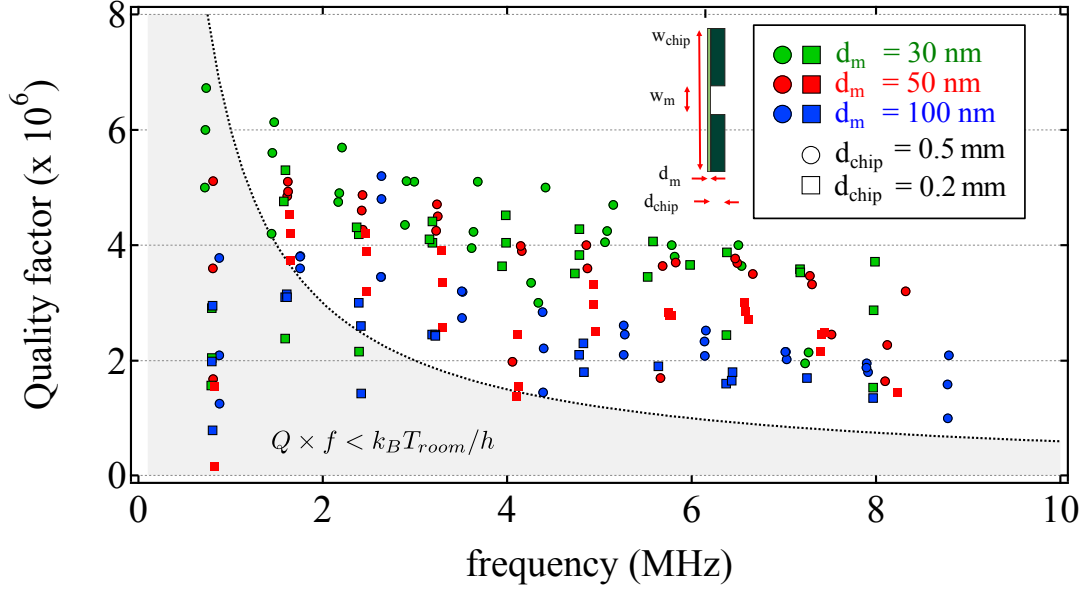 Quality factor (x 10^6)
8
6
4
2
0
w_chip
w_m
d_m
d_chip
d_m = 30 nm
d_m = 50 nm
d_m = 100 nm
d_chip = 0.5 mm
d_chip = 0.2 mm
Q × f < k_B T_room/h
0 2 4 6 8 10
frequency (MHz)